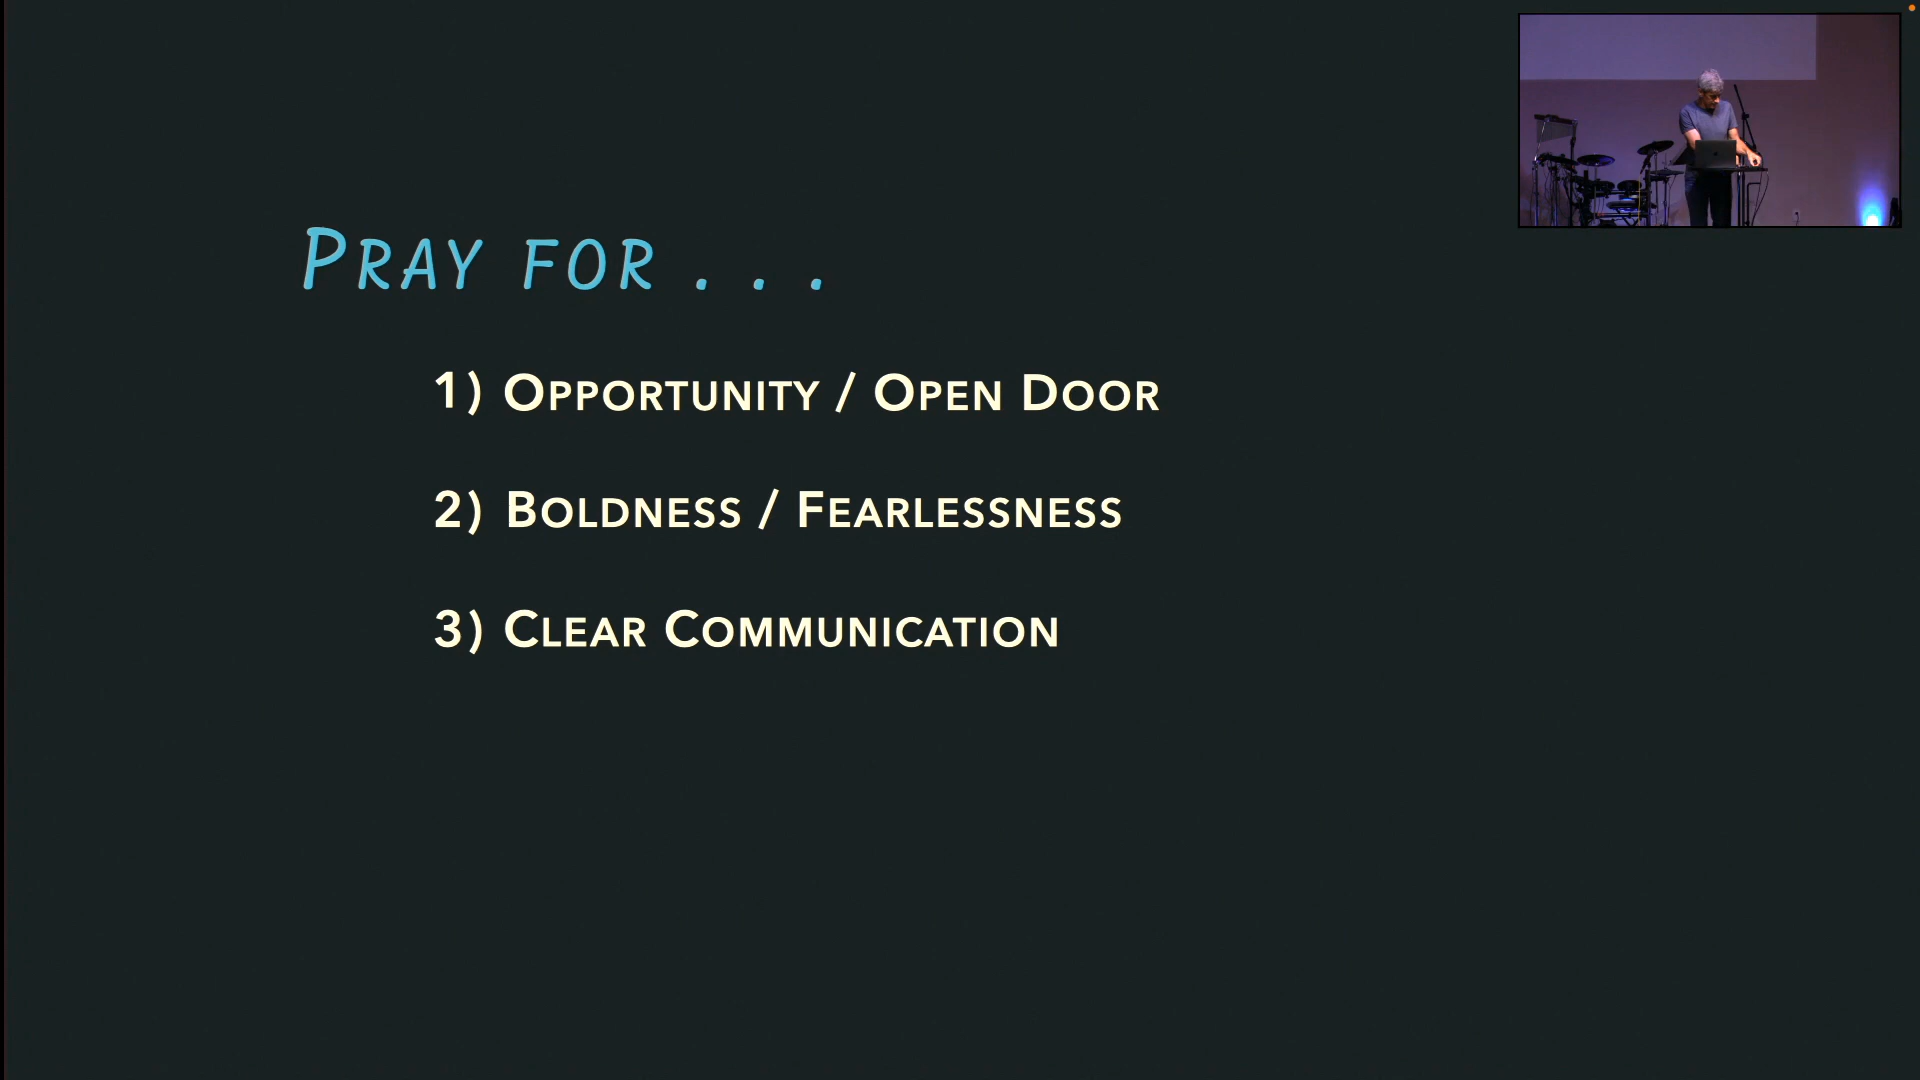 Pray for . . .
1) Opportunity / Open Door
2) Boldness / Fearlessness
3) Clear Communication